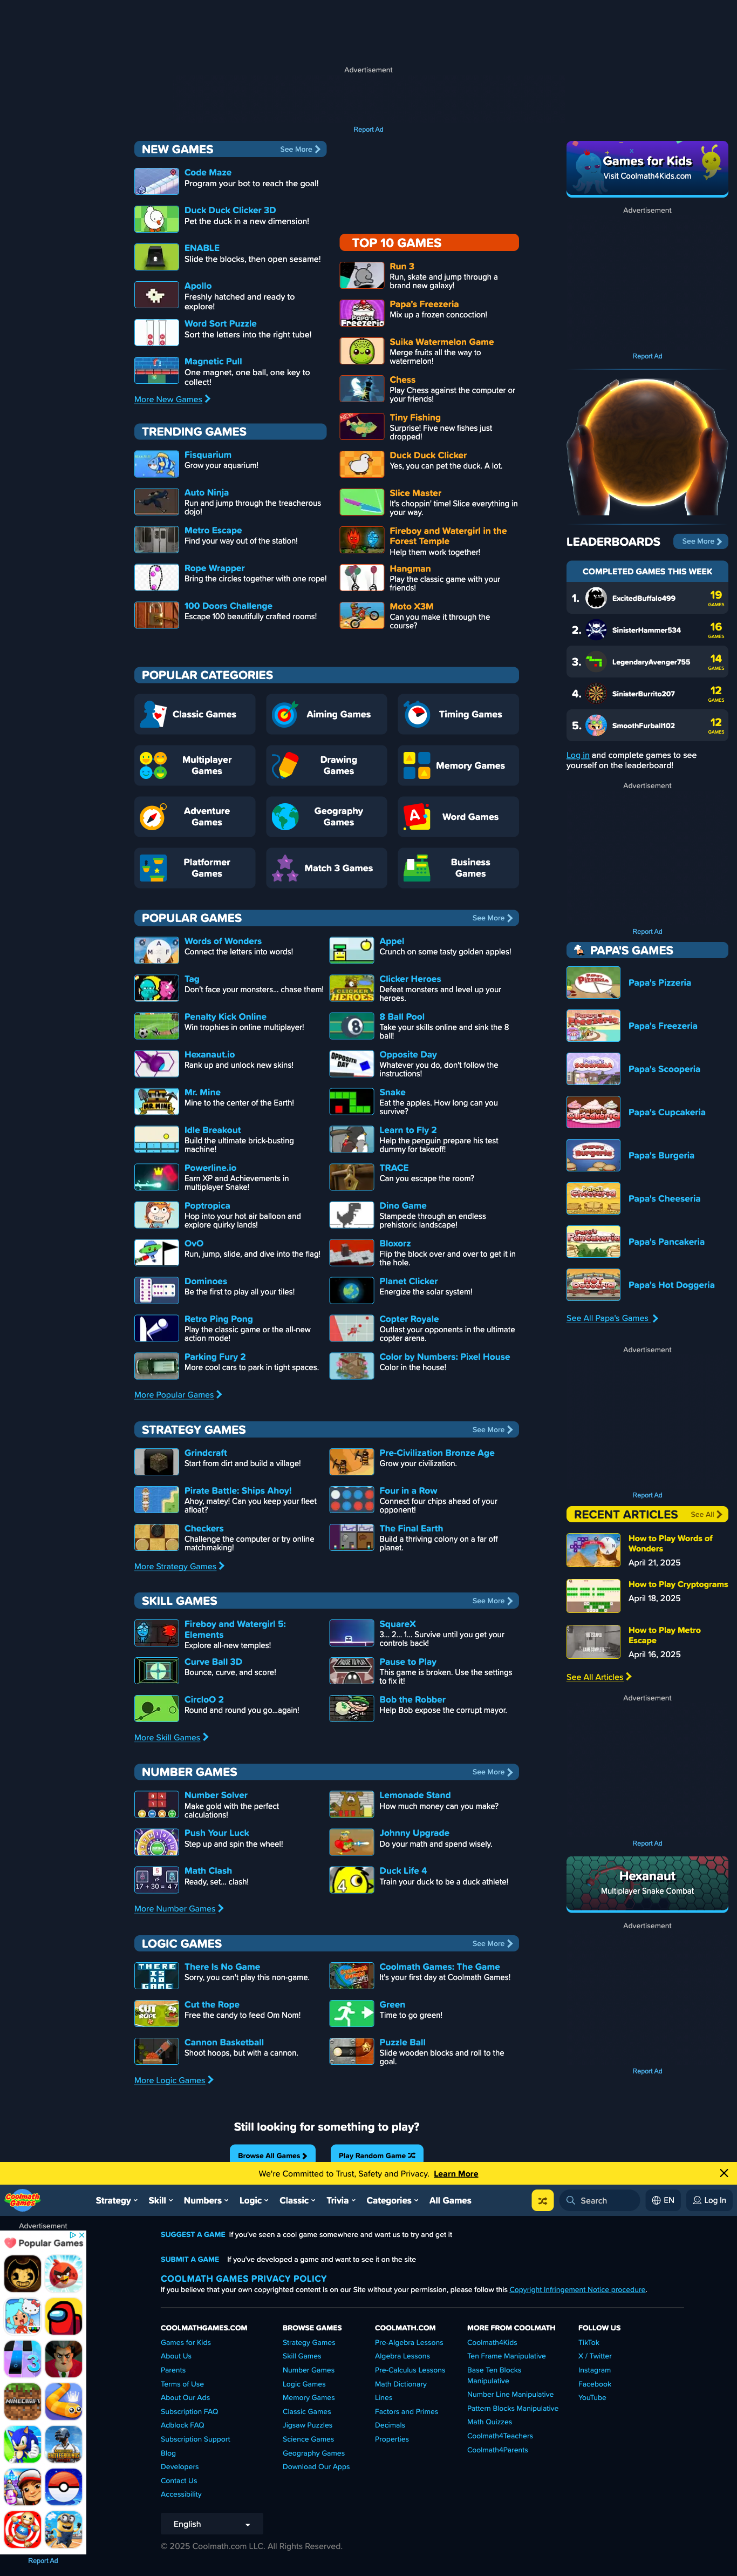 Advertisement
Report Ad
NEW GAMES
See More
Code Maze
Program your bot to reach the goal!
Duck Duck Clicker 3D
Pet the duck in a new dimension!
ENABLE
Slide the blocks, then open sesame!
Apollo
Freshly hatched and ready to
explore!
Word Sort Puzzle
Sort the letters into the right tube!
Magnetic Pull
One magnet, one ball, one key to
collect!
More New Games
TRENDING GAMES
Fisquarium
Grow your aquarium!
Auto Ninja
Run and jump through the treacherous
dojo!
Metro Escape
Find your way out of the station!
Rope Wrapper
Bring the circles together with one rope!
100 Doors Challenge
Escape 100 beautifully crafted rooms!
TOP 10 GAMES
Run 3
Run, skate and jump through a
brand new galaxy!
Papa's Freezeria
Mix up a frozen concoction!
Suika Watermelon Game
Merge fruits all the way to
watermelon!
Chess
Play Chess against the computer or
your friends!
Tiny Fishing
Surprise! Five new fishes just
dropped!
Duck Duck Clicker
Yes, you can pet the duck. A lot.
Slice Master
It's choppin' time! Slice everything in
your way.
Fireboy and Watergirl in the
Forest Temple
Help them work together!
Hangman
Play the classic game with your
friends!
Moto X3M
Can you make it through the
course?
Games for Kids
Visit Coolmath4Kids.com
Advertisement
Report Ad
LEADERBOARDS
See More
COMPLETED GAMES THIS WEEK
1. ExcitedBuffalo499 19 GAMES
2. SinisterHammer534 16 GAMES
3. LegendaryAvenger755 14 GAMES
4. SinisterBurrito207 12 GAMES
5. SmoothFurball102 12 GAMES
Log in and complete games to see
yourself on the leaderboard!
Advertisement
Report Ad
POPULAR CATEGORIES
Classic Games
Aiming Games
Timing Games
Multiplayer
Games
Drawing
Games
Memory Games
Adventure
Games
Geography
Games
Word Games
Platformer
Games
Match 3 Games
Business
Games
POPULAR GAMES
See More
Words of Wonders
Connect the letters into words!
Appel
Crunch on some tasty golden apples!
Tag
Don't face your monsters... chase them!
Clicker Heroes
Defeat monsters and level up your
heroes.
Penalty Kick Online
Win trophies in online multiplayer!
8 Ball Pool
Take your skills online and sink the 8
ball!
Hexanaut.io
Rank up and unlock new skins!
Opposite Day
Whatever you do, don't follow the
instructions!
Mr. Mine
Mine to the center of the Earth!
Snake
Eat the apples. How long can you
survive?
Idle Breakout
Build the ultimate brick-busting
machine!
Learn to Fly 2
Help the penguin prepare his test
dummy for takeoff!
Powerline.io
Earn XP and Achievements in
multiplayer Snake!
TRACE
Can you escape the room?
Poptropica
Hop into your hot air balloon and
explore quirky lands!
Dino Game
Stampede through an endless
prehistoric landscape!
OvO
Run, jump, slide, and dive into the flag!
Bloxorz
Flip the block over and over to get it in
the hole.
Dominoes
Be the first to play all your tiles!
Planet Clicker
Energize the solar system!
Retro Ping Pong
Play the classic game or the all-new
action mode!
Copter Royale
Outlast your opponents in the ultimate
copter arena.
Parking Fury 2
More cool cars to park in tight spaces.
Color by Numbers: Pixel House
Color in the house!
More Popular Games
PAPA'S GAMES
Papa's Pizzeria
Papa's Freezeria
Papa's Scooperia
Papa's Cupcakeria
Papa's Burgeria
Papa's Cheeseria
Papa's Pancakeria
Papa's Hot Doggeria
See All Papa's Games
Advertisement
Report Ad
STRATEGY GAMES
See More
Grindcraft
Start from dirt and build a village!
Pre-Civilization Bronze Age
Grow your civilization.
Pirate Battle: Ships Ahoy!
Ahoy, matey! Can you keep your fleet
afloat?
Four in a Row
Connect four chips ahead of your
opponent!
Checkers
Challenge the computer or try online
matchmaking!
The Final Earth
Build a thriving colony on a far off
planet.
More Strategy Games
RECENT ARTICLES
See All
How to Play Words of
Wonders
April 21, 2025
How to Play Cryptograms
April 18, 2025
How to Play Metro
Escape
April 16, 2025
See All Articles
Advertisement
Report Ad
SKILL GAMES
See More
Fireboy and Watergirl 5:
Elements
Explore all-new temples!
SquareX
3... 2... 1... Survive until you get your
controls back!
Curve Ball 3D
Bounce, curve, and score!
Pause to Play
This game is broken. Use the settings
to fix it!
CircloO 2
Round and round you go...again!
Bob the Robber
Help Bob expose the corrupt mayor.
More Skill Games
NUMBER GAMES
See More
Number Solver
Make gold with the perfect
calculations!
Lemonade Stand
How much money can you make?
Push Your Luck
Step up and spin the wheel!
Johnny Upgrade
Do your math and spend wisely.
Math Clash
Ready, set... clash!
Duck Life 4
Train your duck to be a duck athlete!
More Number Games
Hexanaut
Multiplayer Snake Combat
Advertisement
Report Ad
LOGIC GAMES
See More
There Is No Game
Sorry, you can't play this non-game.
Coolmath Games: The Game
It's your first day at Coolmath Games!
Cut the Rope
Free the candy to feed Om Nom!
Green
Time to go green!
Cannon Basketball
Shoot hoops, but with a cannon.
Puzzle Ball
Slide wooden blocks and roll to the
goal.
More Logic Games
Still looking for something to play?
Browse All Games
Play Random Game
We're Committed to Trust, Safety and Privacy. Learn More
Coolmath Games
Strategy
Skill
Numbers
Logic
Classic
Trivia
Categories
All Games
Search
EN
Log In
Advertisement
Popular Games
Report Ad
SUGGEST A GAME If you've seen a cool game somewhere and want us to try and get it
SUBMIT A GAME If you've developed a game and want to see it on the site
COOLMATH GAMES PRIVACY POLICY
If you believe that your own copyrighted content is on our Site without your permission, please follow this Copyright Infringement Notice procedure.
COOLMATHGAMES.COM
Games for Kids
About Us
Parents
Terms of Use
About Our Ads
Subscription FAQ
Adblock FAQ
Subscription Support
Blog
Developers
Contact Us
Accessibility
BROWSE GAMES
Strategy Games
Skill Games
Number Games
Logic Games
Memory Games
Classic Games
Jigsaw Puzzles
Science Games
Geography Games
Download Our Apps
COOLMATH.COM
Pre-Algebra Lessons
Algebra Lessons
Pre-Calculus Lessons
Math Dictionary
Lines
Factors and Primes
Decimals
Properties
MORE FROM COOLMATH
Coolmath4Kids
Ten Frame Manipulative
Base Ten Blocks
Manipulative
Number Line Manipulative
Pattern Blocks Manipulative
Math Quizzes
Coolmath4Teachers
Coolmath4Parents
FOLLOW US
TikTok
X / Twitter
Instagram
Facebook
YouTube
English
© 2025 Coolmath.com LLC. All Rights Reserved.